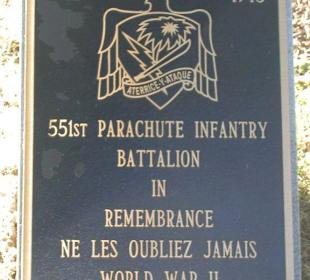 ATERRICE-Y-ATAQUE
551ST PARACHUTE INFANTRY
BATTALION
IN
REMEMBRANCE
NE LES OUBLIEZ JAMAIS
WORLD WAR II